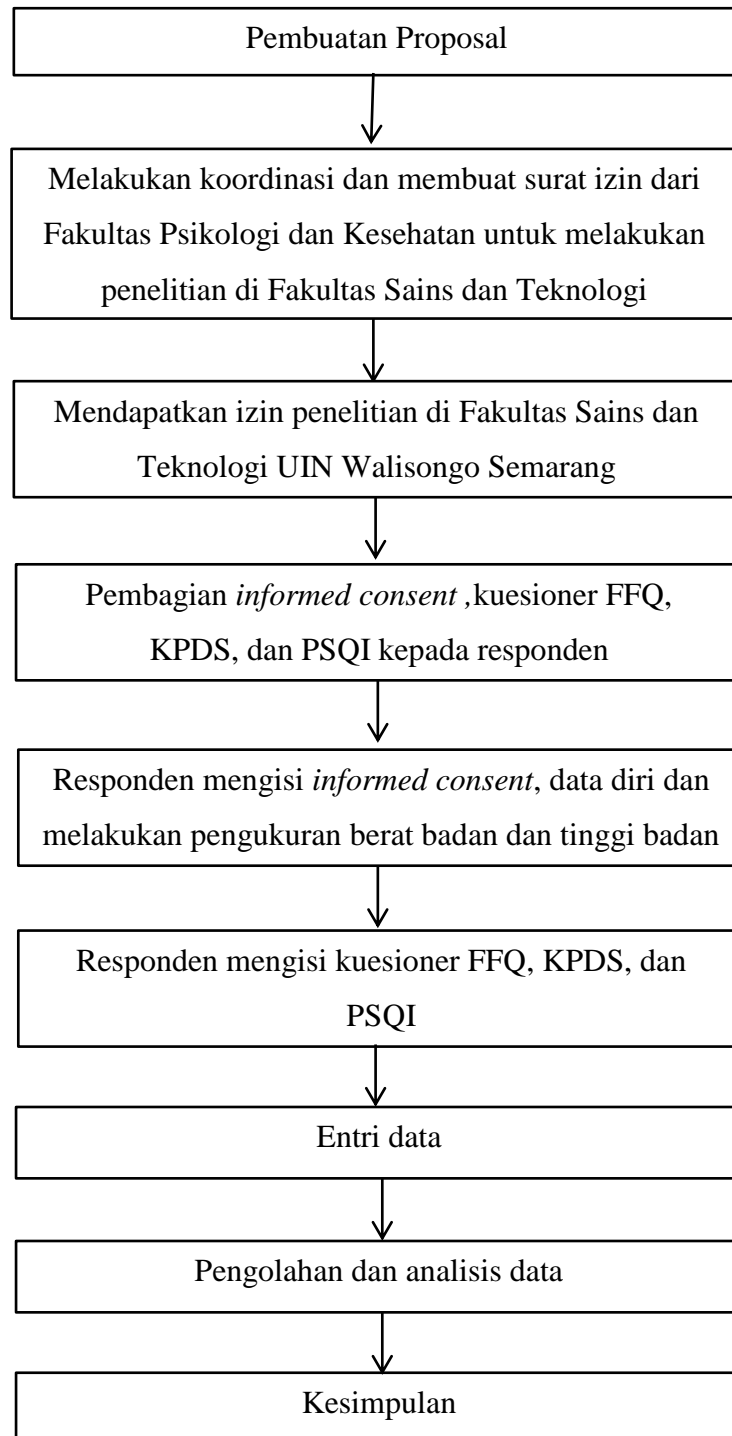 Pembuatan Proposal
Melakukan koordinasi dan membuat surat izin dari
Fakultas Psikologi dan Kesehatan untuk melakukan
penelitian di Fakultas Sains dan Teknologi
Mendapatkan izin penelitian di Fakultas Sains dan
Teknologi UIN Walisongo Semarang
Pembagian informed consent ,kuesioner FFQ,
KPDS, dan PSQI kepada responden
Responden mengisi informed consent, data diri dan
melakukan pengukuran berat badan dan tinggi badan
Responden mengisi kuesioner FFQ, KPDS, dan
PSQI
Entri data
Pengolahan dan analisis data
Kesimpulan